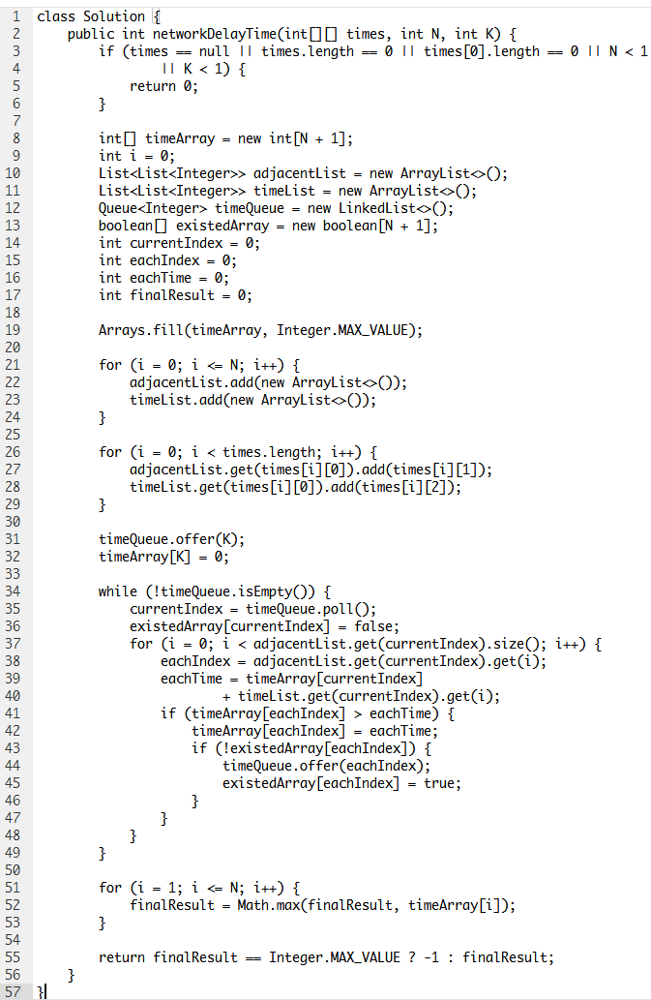 1 class Solution {
2     public int networkDelayTime(int[][] times, int N, int K) {
3         if (times == null || times.length == 0 || times[0].length == 0 || N < 1
4                 || K < 1) {
5             return 0;
6         }
7
8         int[] timeArray = new int[N + 1];
9         int i = 0;
10         List<List<Integer>> adjacentList = new ArrayList<>();
11         List<List<Integer>> timeList = new ArrayList<>();
12         Queue<Integer> timeQueue = new LinkedList<>();
13         boolean[] existedArray = new boolean[N + 1];
14         int currentIndex = 0;
15         int eachIndex = 0;
16         int eachTime = 0;
17         int finalResult = 0;
18
19         Arrays.fill(timeArray, Integer.MAX_VALUE);
20
21         for (i = 0; i <= N; i++) {
22             adjacentList.add(new ArrayList<>());
23             timeList.add(new ArrayList<>());
24         }
25
26         for (i = 0; i < times.length; i++) {
27             adjacentList.get(times[i][0]).add(times[i][1]);
28             timeList.get(times[i][0]).add(times[i][2]);
29         }
30
31         timeQueue.offer(K);
32         timeArray[K] = 0;
33
34         while (!timeQueue.isEmpty()) {
35             currentIndex = timeQueue.poll();
36             existedArray[currentIndex] = false;
37             for (i = 0; i < adjacentList.get(currentIndex).size(); i++) {
38                 eachIndex = adjacentList.get(currentIndex).get(i);
39                 eachTime = timeArray[currentIndex]
40                         + timeList.get(currentIndex).get(i);
41                 if (timeArray[eachIndex] > eachTime) {
42                     timeArray[eachIndex] = eachTime;
43                     if (!existedArray[eachIndex]) {
44                         timeQueue.offer(eachIndex);
45                         existedArray[eachIndex] = true;
46                     }
47                 }
48             }
49         }
50
51         for (i = 1; i <= N; i++) {
52             finalResult = Math.max(finalResult, timeArray[i]);
53         }
54
55         return finalResult == Integer.MAX_VALUE ? -1 : finalResult;
56     }
57 }